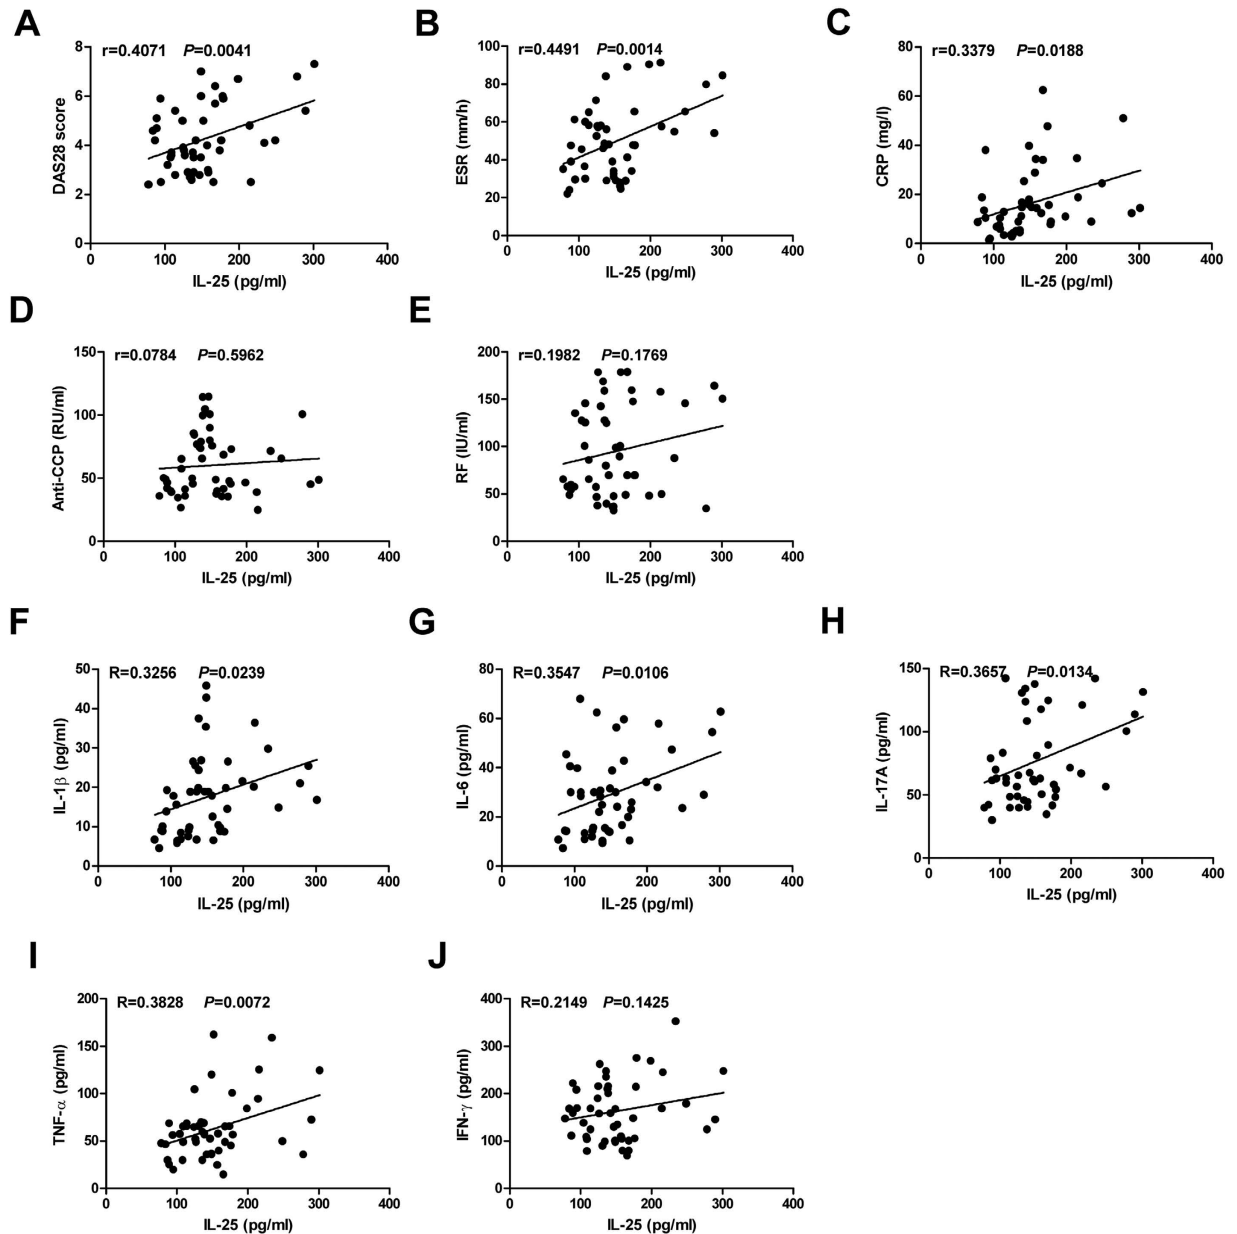 A
r=0.4071 P=0.0041
DAS28 score
8
6
4
2
0
0 100 200 300 400
IL-25 (pg/ml)
B
r=0.4491 P=0.0014
ESR (mm/h)
100
80
60
40
20
0
0 100 200 300 400
IL-25 (pg/ml)
C
r=0.3379 P=0.0188
CRP (mg/l)
80
60
40
20
0
0 100 200 300 400
IL-25 (pg/ml)
D
r=0.0784 P=0.5962
Anti-CCP (RU/ml)
150
100
50
0
0 100 200 300 400
IL-25 (pg/ml)
E
r=0.1982 P=0.1769
RF (IU/ml)
200
150
100
50
0
0 100 200 300 400
IL-25 (pg/ml)
F
R=0.3256 P=0.0239
IL-1β (pg/ml)
50
40
30
20
10
0
0 100 200 300 400
IL-25 (pg/ml)
G
R=0.3547 P=0.0106
IL-6 (pg/ml)
80
60
40
20
0
0 100 200 300 400
IL-25 (pg/ml)
H
R=0.3657 P=0.0134
IL-17A (pg/ml)
150
100
50
0
0 100 200 300 400
IL-25 (pg/ml)
I
R=0.3828 P=0.0072
TNF-α (pg/ml)
200
150
100
50
0
0 100 200 300 400
IL-25 (pg/ml)
J
R=0.2149 P=0.1425
IFN-γ (pg/ml)
400
300
200
100
0
0 100 200 300 400
IL-25 (pg/ml)